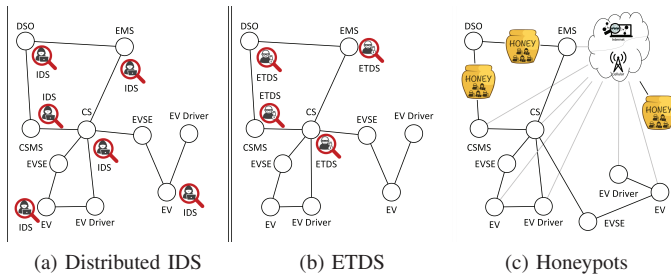 DSO
EMS
IDS
IDS
IDS
CS
EVSE
EV Driver
CSMS
EVSE
IDS
IDS
EV
EV Driver
EV
IDS
(a) Distributed IDS
DSO
EMS
ETDS
ETDS
ETDS
CS
EVSE
EV Driver
CSMS
EVSE
ETDS
EV
EV Driver
EV
(b) ETDS
DSO
EMS
HONEY
Internet
HONEY
HONEY
CS
CSMS
EVSE
EV Driver
EV
EV
EV Driver
EVSE
(c) Honeypots